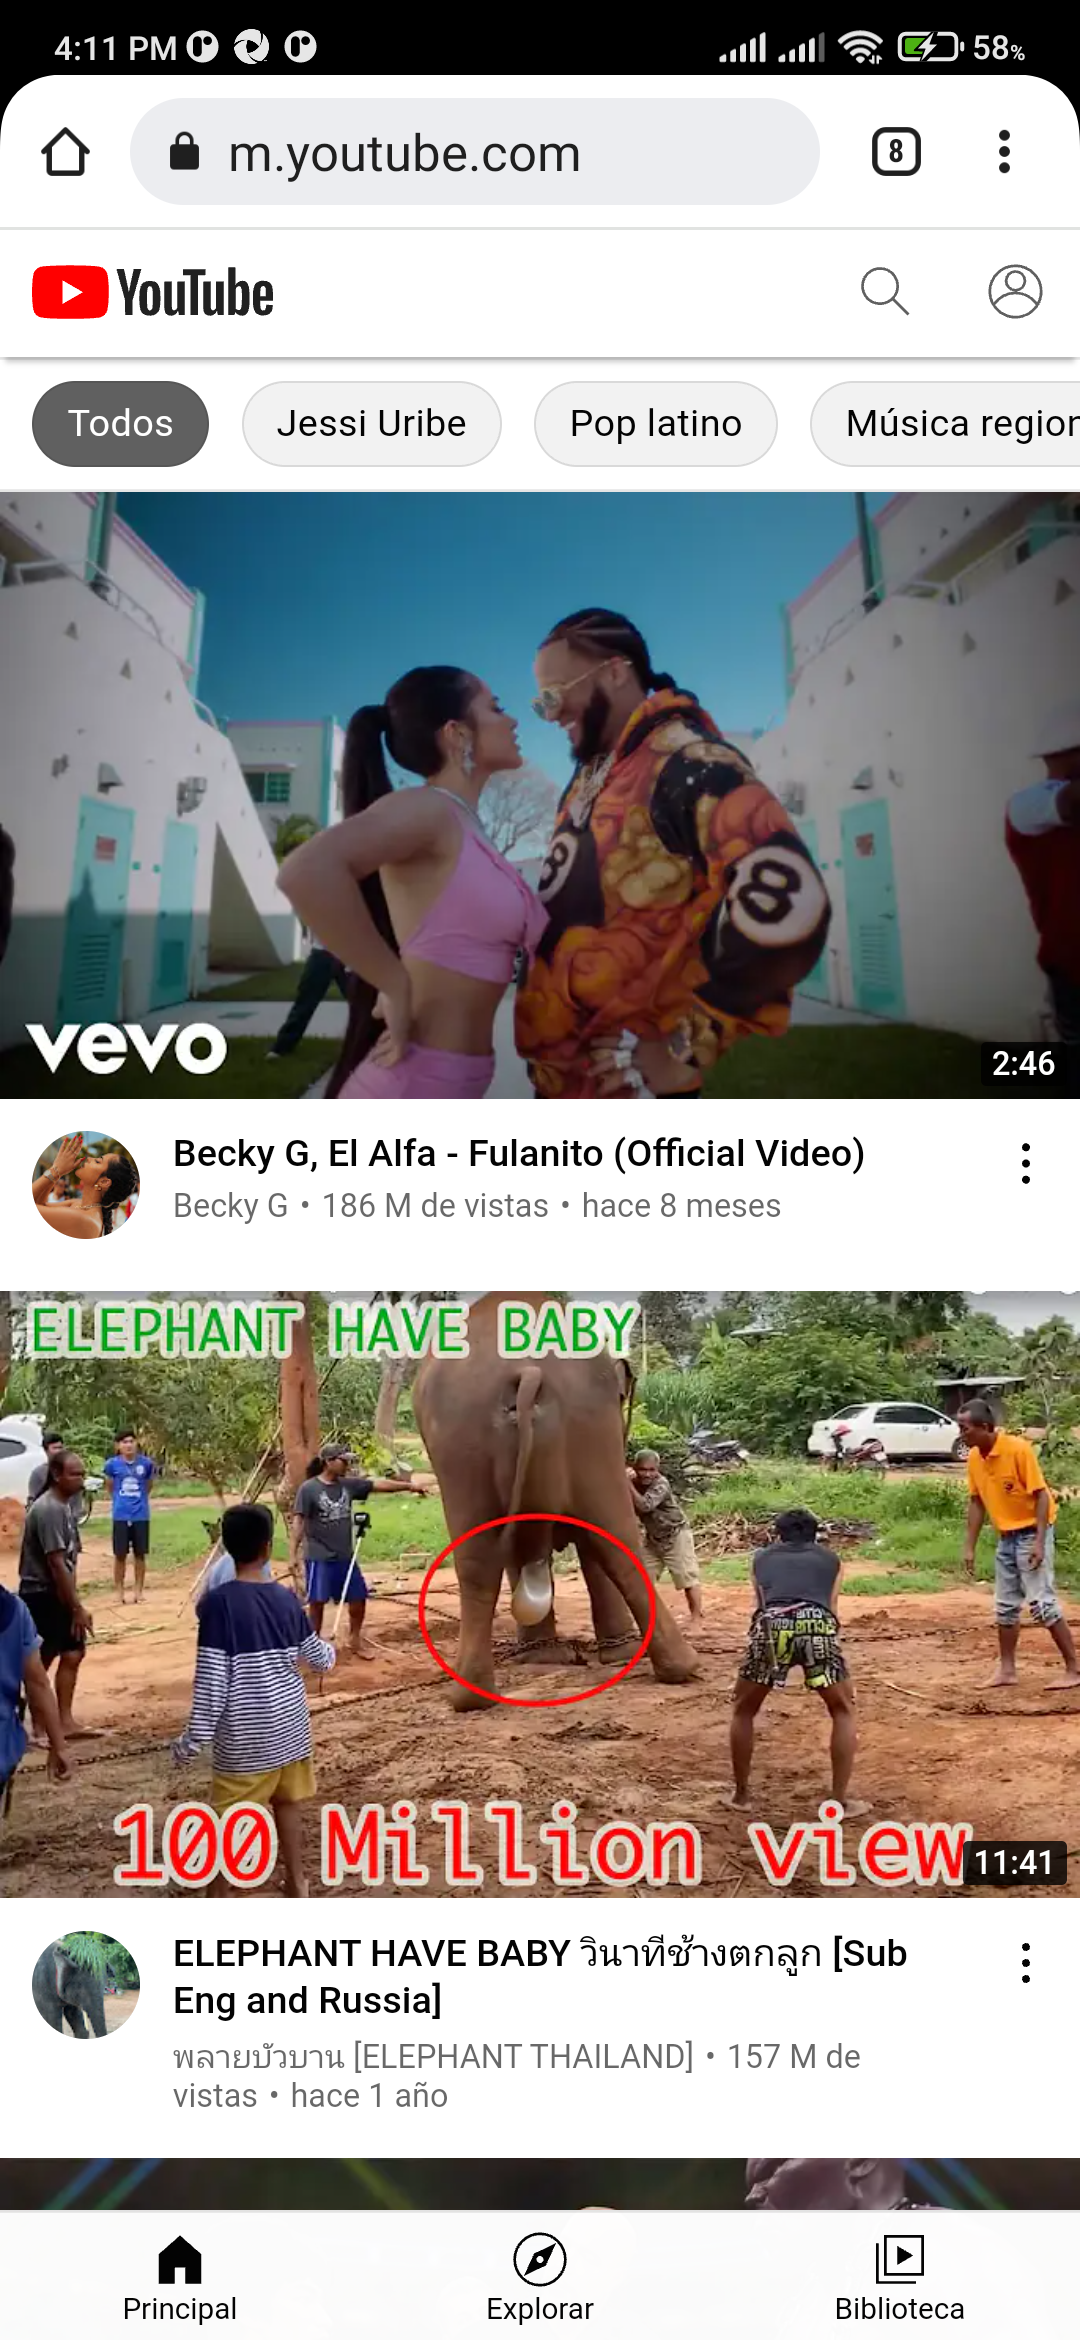 4:11 PM
58%
m.youtube.com
8
YouTube
Todos
Jessi Uribe
Pop latino
Música region
8
8
vevo
2:46
Becky G, El Alfa - Fulanito (Official Video)
Becky G • 186 M de vistas • hace 8 meses
ELEPHANT HAVE BABY
100 Million view
11:41
ELEPHANT HAVE BABY วินาทีช้างตกลูก [Sub
Eng and Russia]
พลายบัวบาน [ELEPHANT THAILAND] • 157 M de
vistas • hace 1 año
Principal
Explorar
Biblioteca